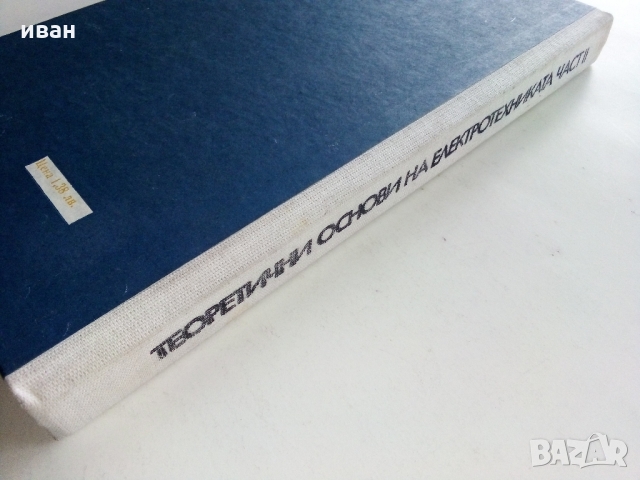 иван
Цена 1,38 лв.
ТЕОРЕТИЧНИ ОСНОВИ НА ЕЛЕКТРОТЕХНИКАТА ЧАСТ II
BAZAR